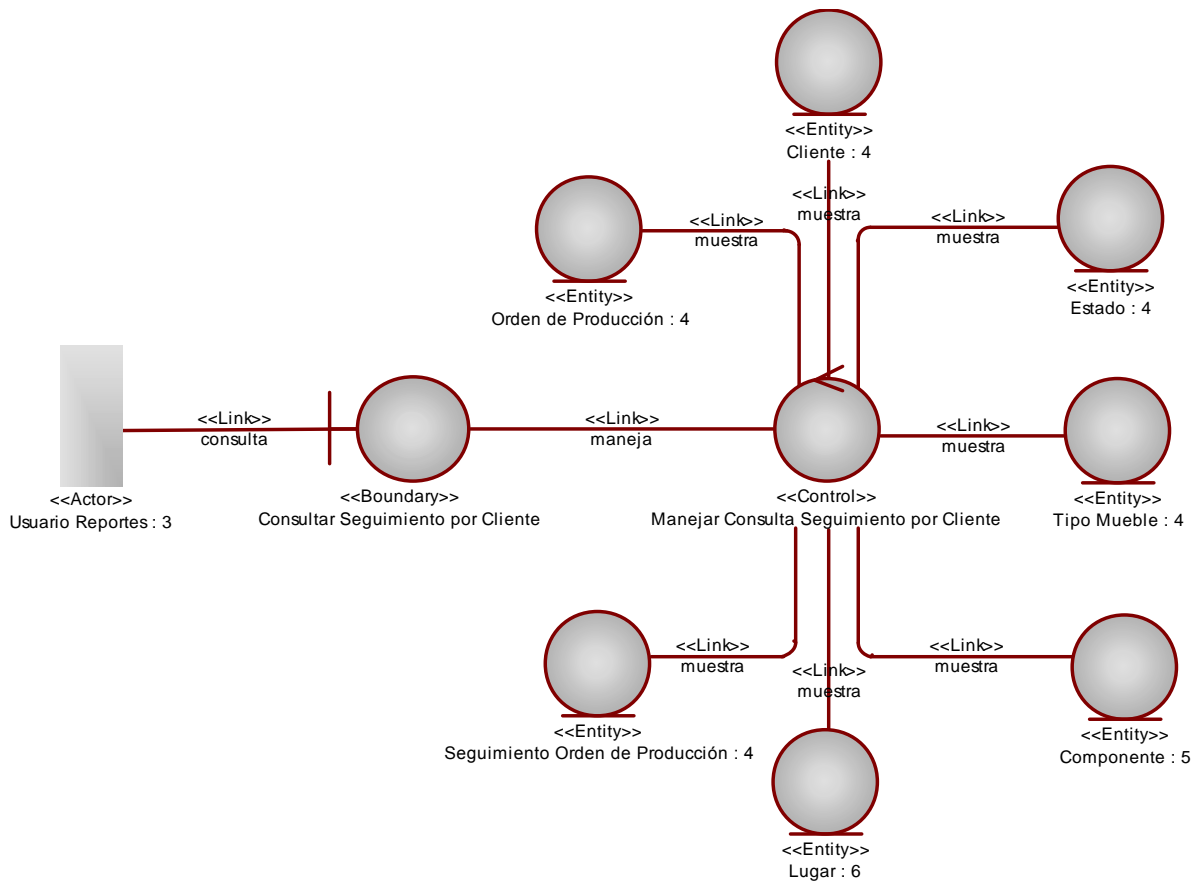 <<Entity>>
Cliente : 4
<<Link>>
muestra
<<Link>>
muestra
<<Link>>
muestra
<<Entity>>
Orden de Producción : 4
<<Entity>>
Estado : 4
<<Link>>
consulta
<<Link>>
maneja
<<Link>>
muestra
<<Actor>>
Usuario Reportes : 3
<<Boundary>>
Consultar Seguimiento por Cliente
<<Control>>
Manejar Consulta Seguimiento por Cliente
<<Entity>>
Tipo Mueble : 4
<<Link>>
muestra
<<Link>>
muestra
<<Link>>
muestra
<<Entity>>
Seguimiento Orden de Producción : 4
<<Entity>>
Componente : 5
<<Entity>>
Lugar : 6